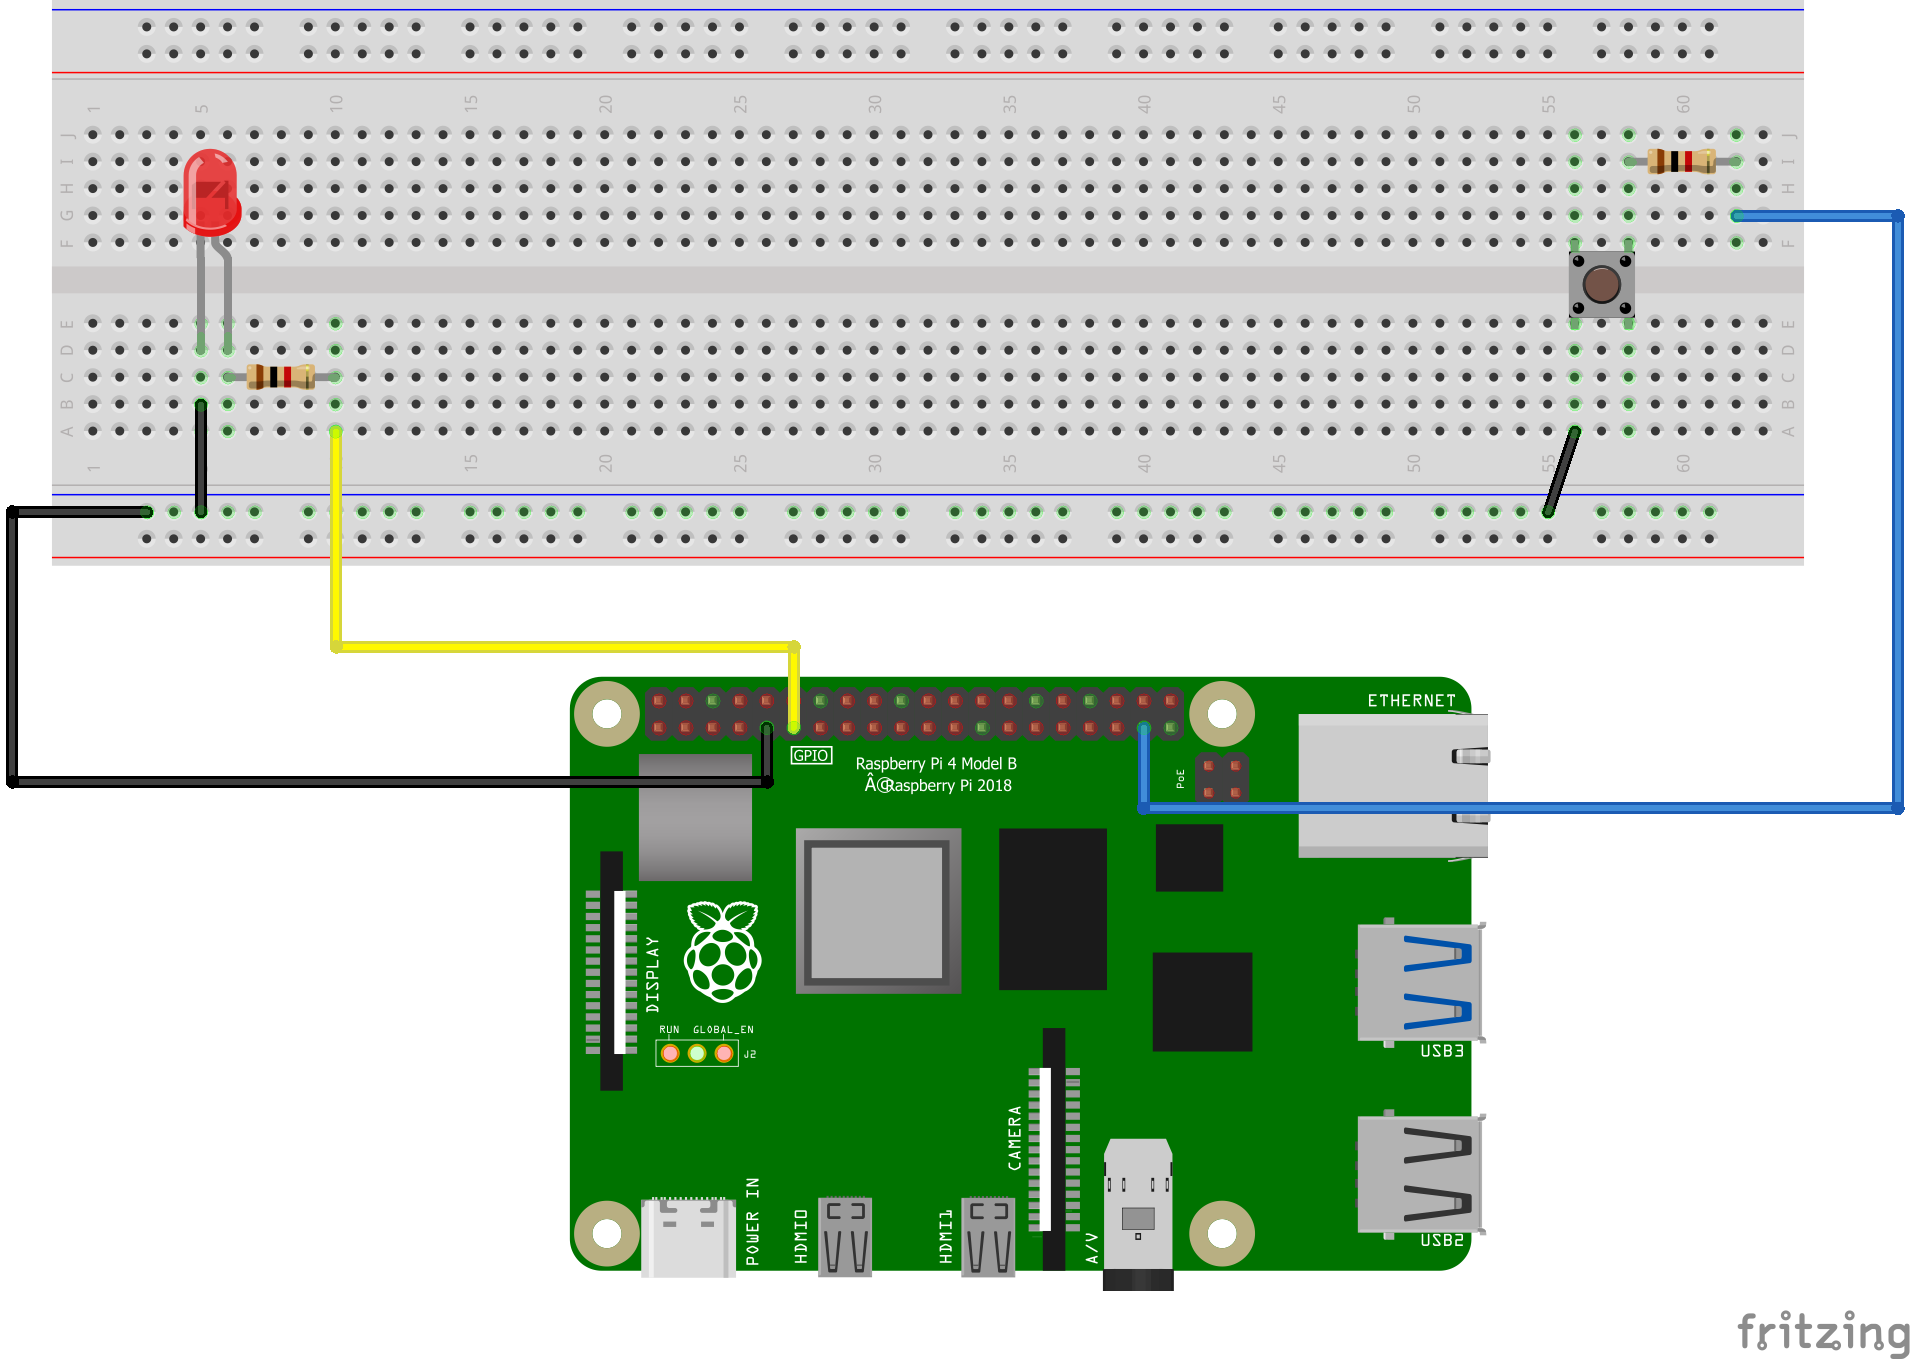 1 5 10 15 20 25 30 35 40 45 50 55 60
J J
I I
H H
G G
F F
E E
D D
C C
B B
A A
1 15 20 25 30 35 40 45 50 55 60
ETHERNET
GPIO
Raspberry Pi 4 Model B
Â©Raspberry Pi 2018
PoE
DISPLAY
RUN GLOBAL_EN
J2
USB3
CAMERA
USB2
POWER IN
HDMI0
HDMI1
A/V
fritzing